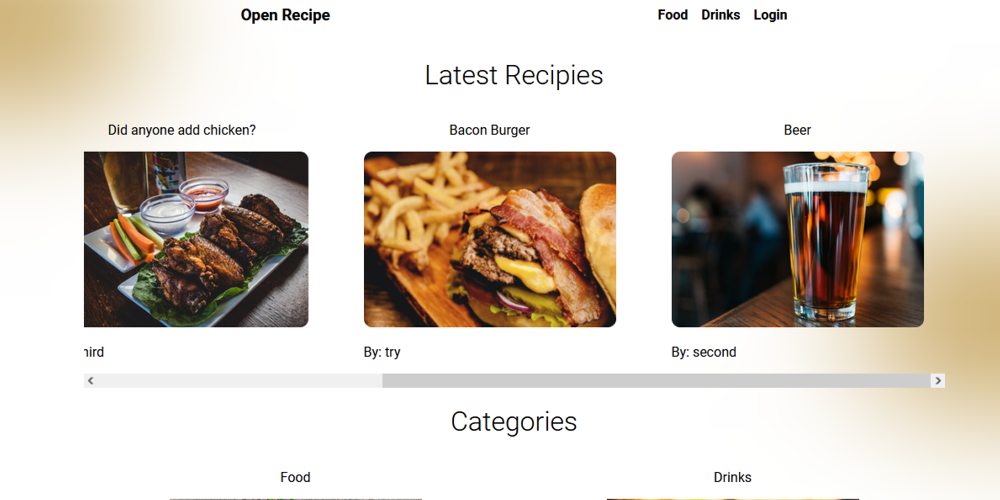 Open Recipe Food Drinks Login
Latest Recipies
Did anyone add chicken? Bacon Burger Beer
By: try By: second
Categories
Food Drinks